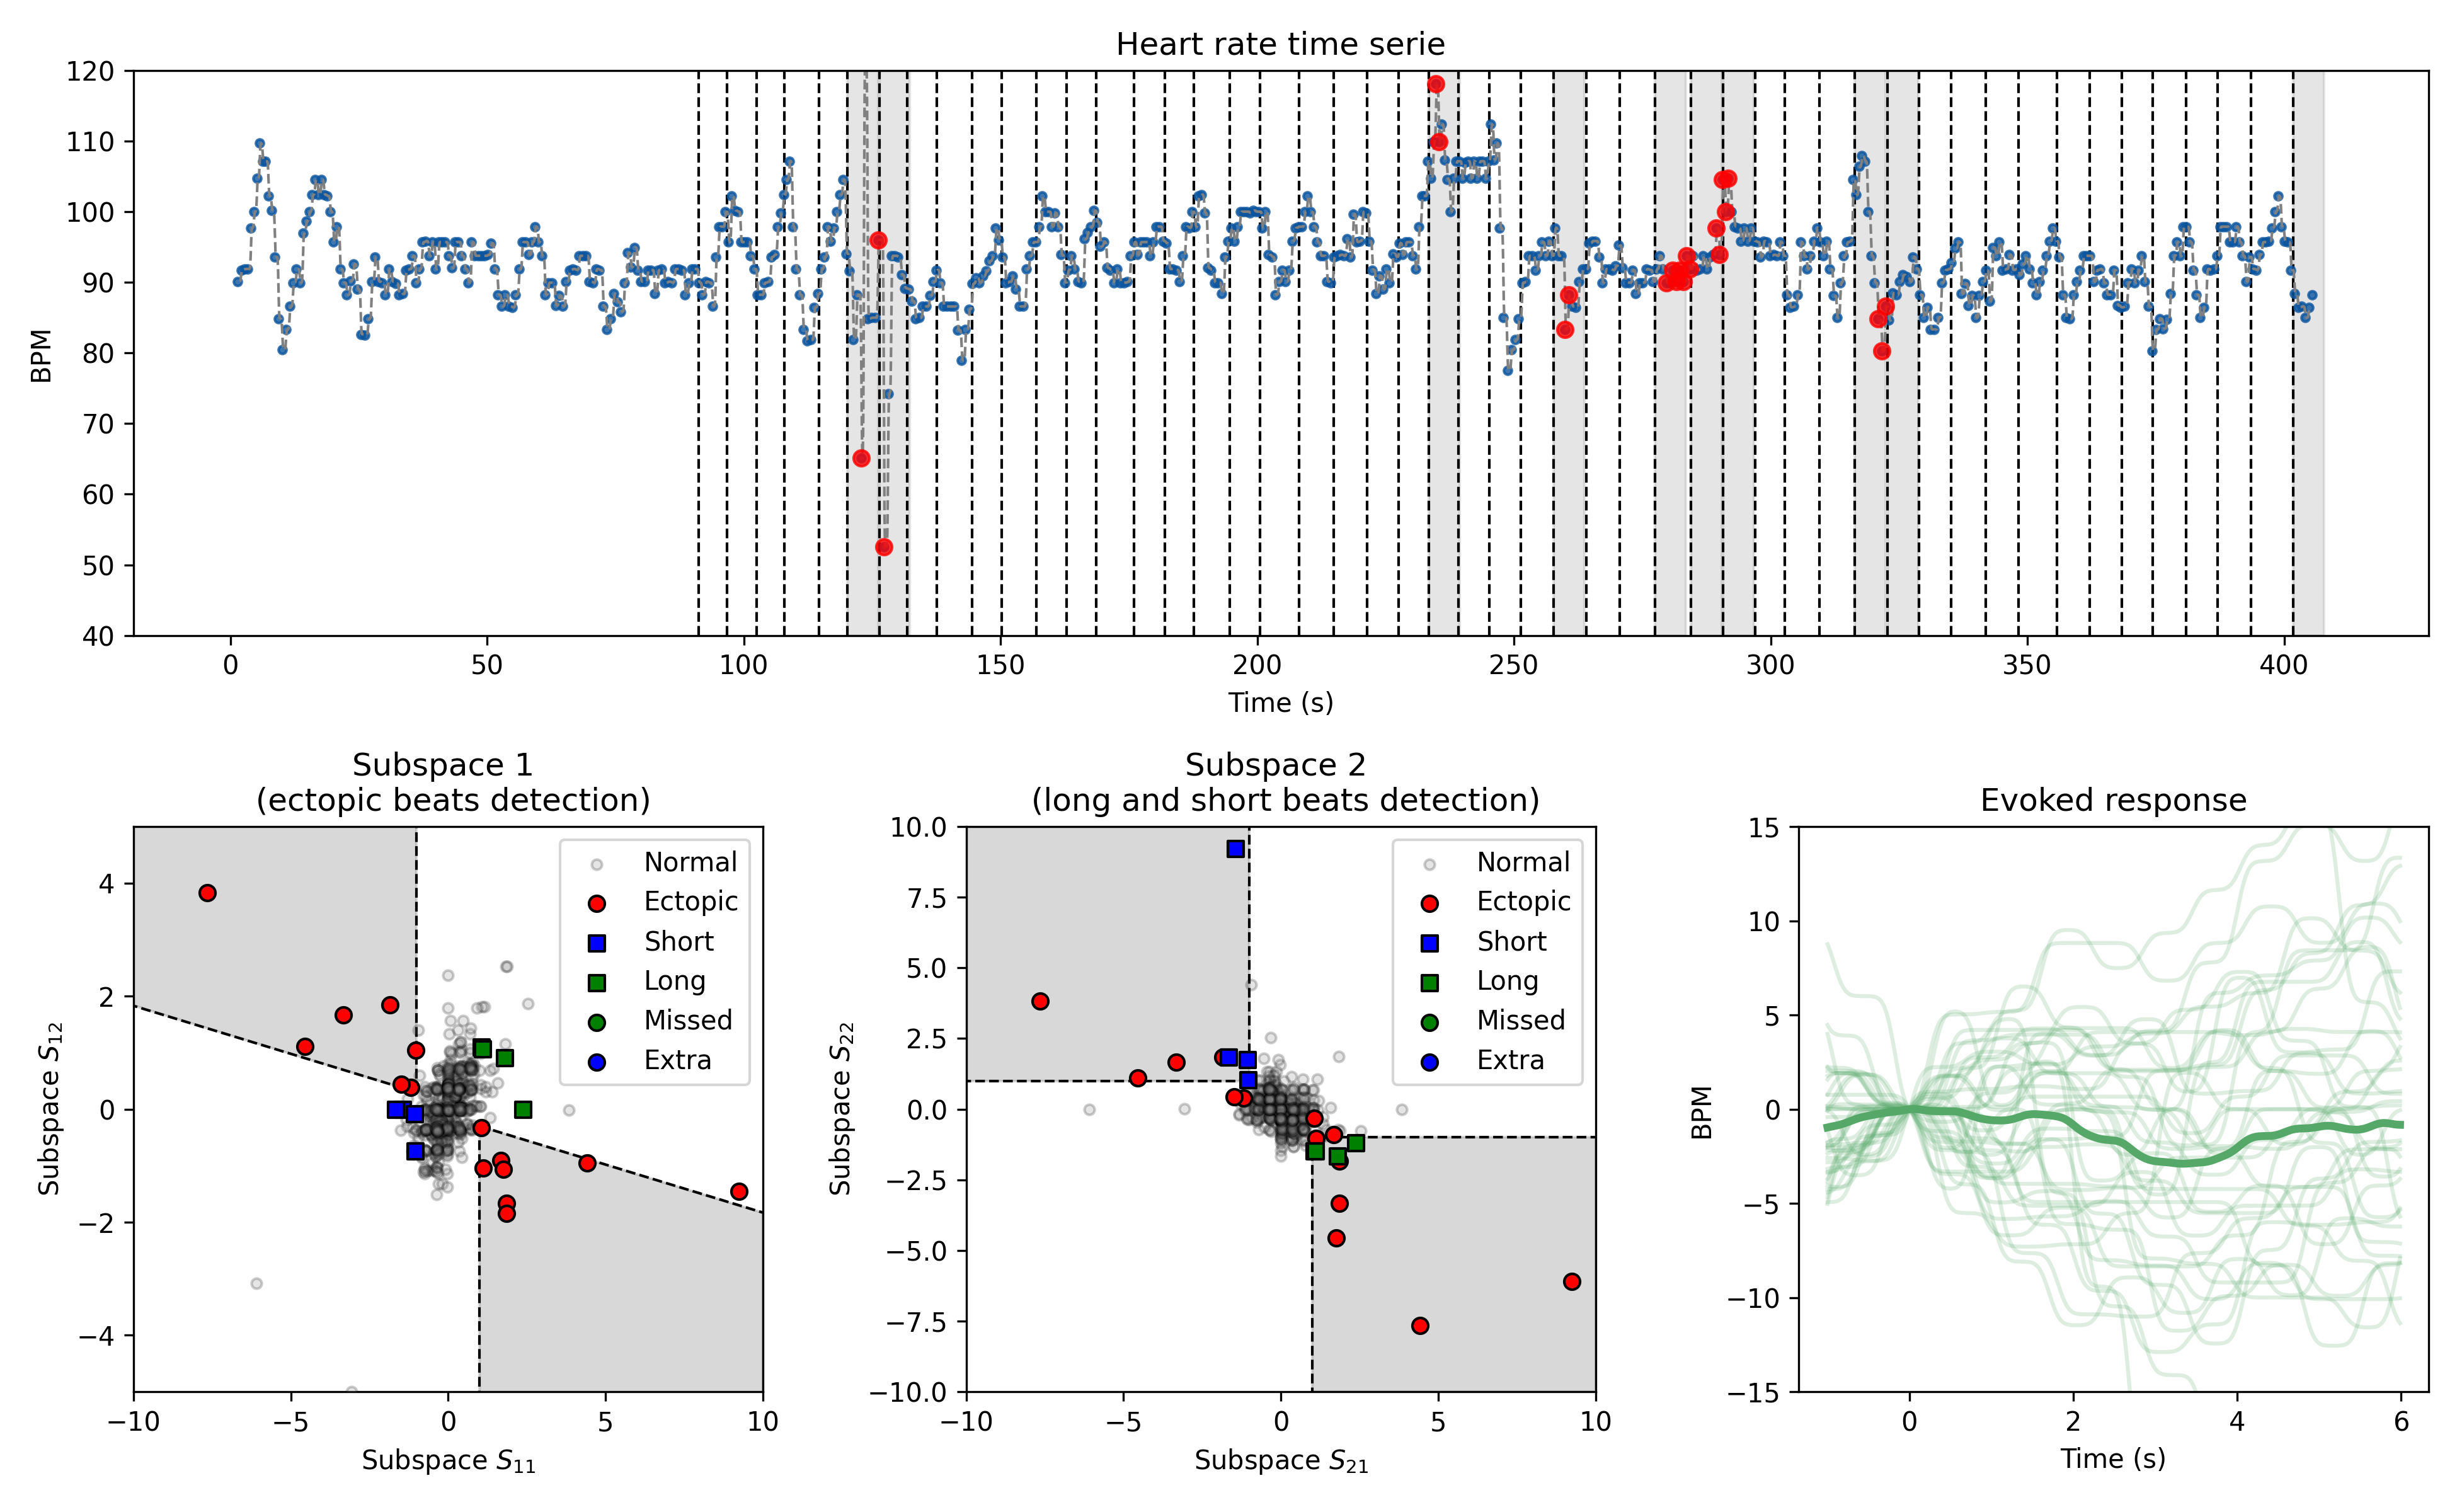 Heart rate time serie
120
110
100
90
80
70
60
50
40
BPM
0 50 100 150 200 250 300 350 400
Time (s)
Subspace 1
(ectopic beats detection)
4
2
0
−2
−4
Subspace S12
Normal
Ectopic
Short
Long
Missed
Extra
−10 −5 0 5 10
Subspace S11
Subspace 2
(long and short beats detection)
10.0
7.5
5.0
2.5
0.0
−2.5
−5.0
−7.5
−10.0
Subspace S22
Normal
Ectopic
Short
Long
Missed
Extra
−10 −5 0 5 10
Subspace S21
Evoked response
15
10
5
0
−5
−10
−15
BPM
0 2 4 6
Time (s)